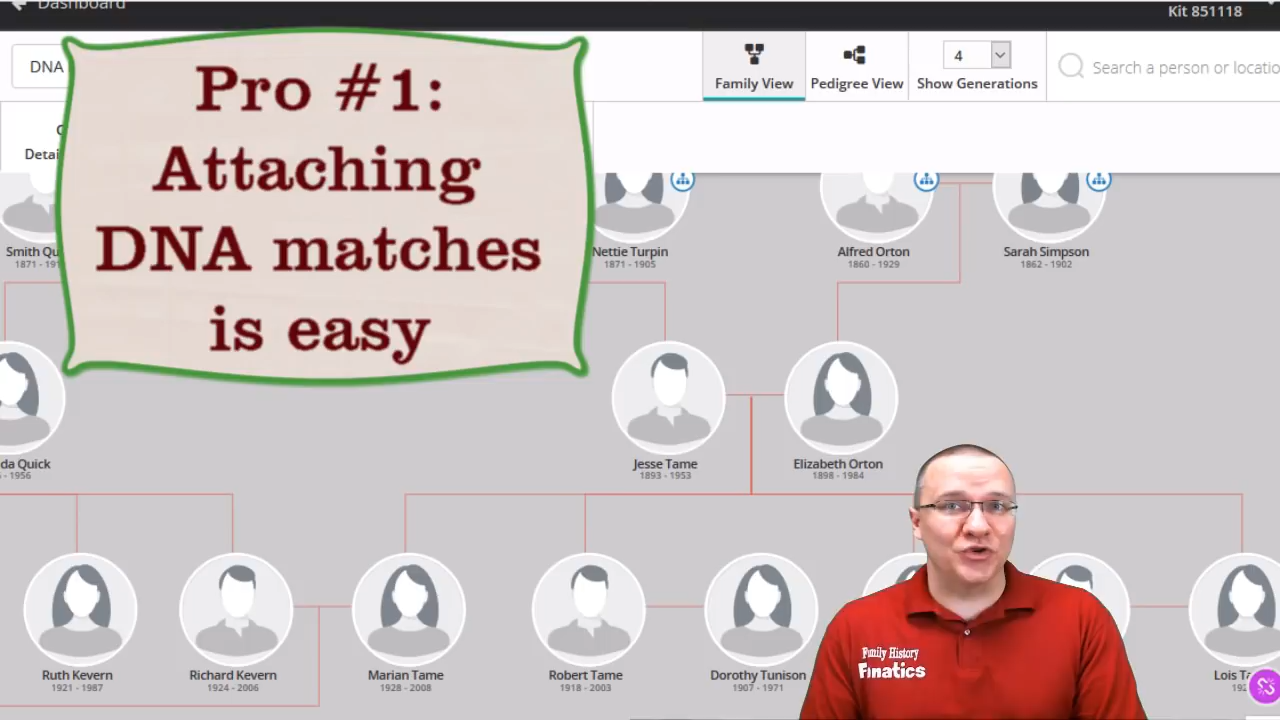 Dashboard
Kit 851118
DNA
Pro #1:
Attaching
DNA matches
is easy
Family View
Pedigree View
4
Show Generations
Search a person or locatio
Detai
Nettie Turpin
1871 - 1905
Alfred Orton
1860 - 1929
Sarah Simpson
1862 - 1902
Smith Qu
1871 - 191
da Quick
- 1956
Jesse Tame
1893 - 1953
Elizabeth Orton
1898 - 1984
Ruth Kevern
1921 - 1987
Richard Kevern
1924 - 2006
Marian Tame
1928 - 2008
Robert Tame
1918 - 2003
Dorothy Tunison
1907 - 1971
Lois Ta
192
Family History
Fanatics